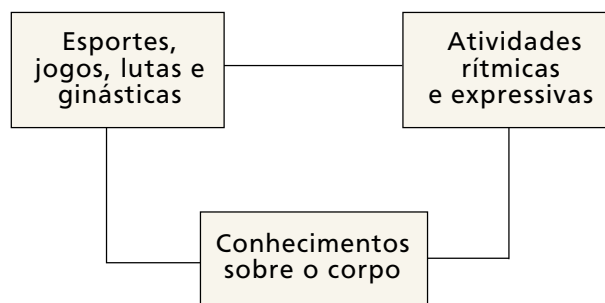 Esportes,
jogos, lutas e
ginásticas
Atividades
rítmicas
e expressivas
Conhecimentos
sobre o corpo